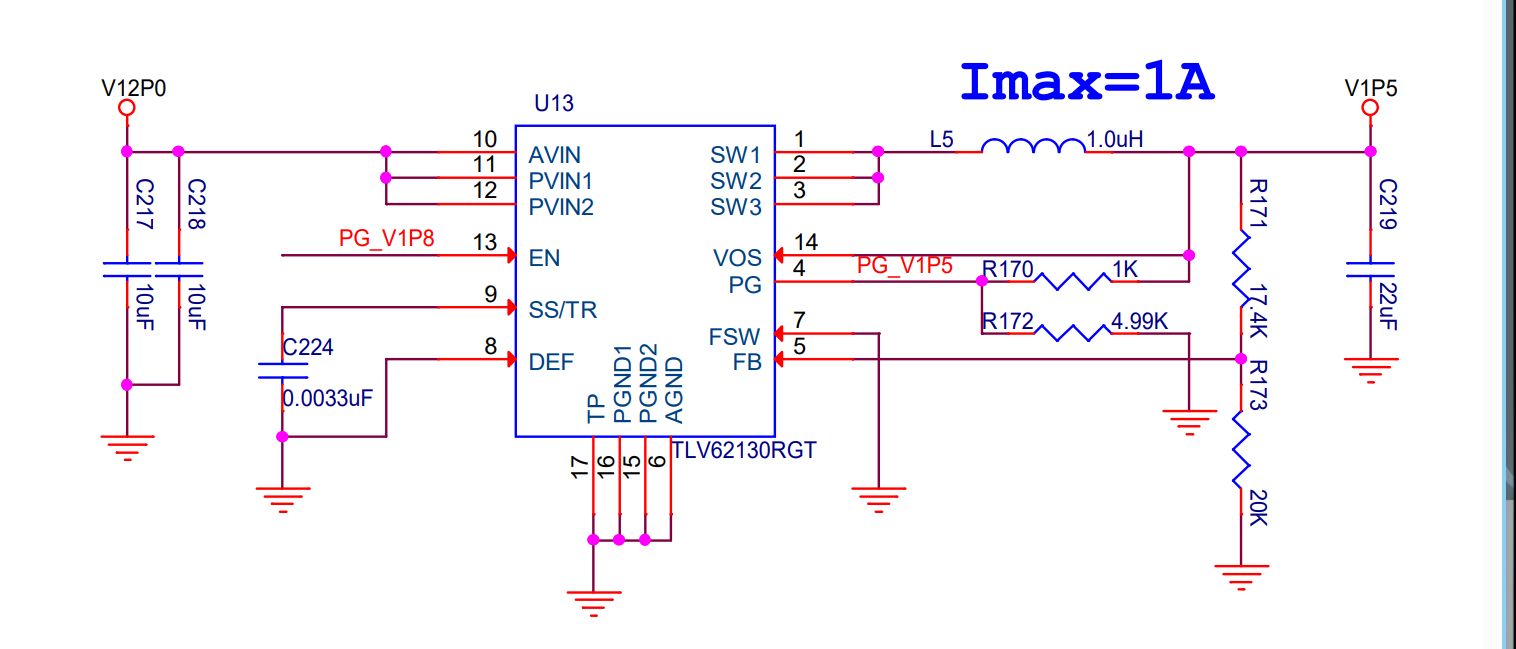 Imax=1A
V12P0
V1P5
U13
10
AVIN
11
PVIN1
12
PVIN2
13
EN
PG_V1P8
9
SS/TR
8
DEF
1
SW1
2
SW2
3
SW3
14
VOS
4
PG
PG_V1P5
7
FSW
5
FB
TP
PGND1
PGND2
AGND
17
16
15
6
TLV62130RGT
L5
1.0uH
C217
10uF
C218
10uF
C224
0.0033uF
R170
1K
R172
4.99K
R171
17.4K
R173
20K
C219
22uF